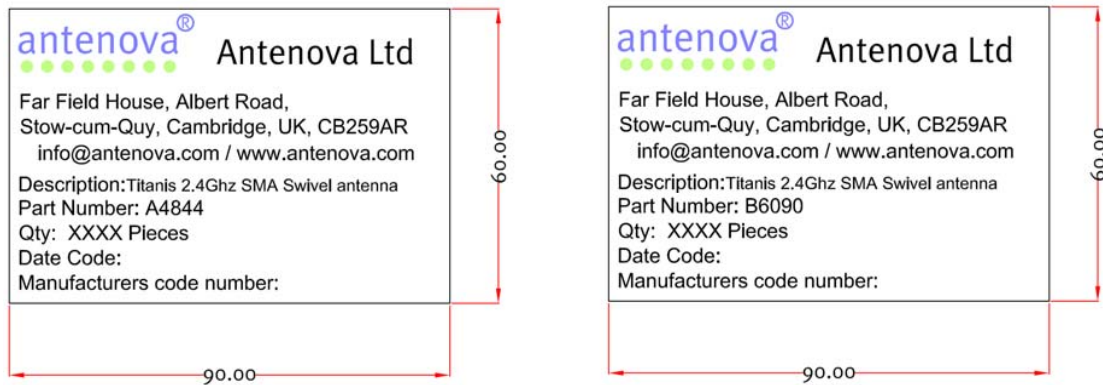 antenova®
Antenova Ltd
Far Field House, Albert Road,
Stow-cum-Quy, Cambridge, UK, CB259AR
info@antenova.com / www.antenova.com
Description:Titanis 2.4Ghz SMA Swivel antenna
Part Number: A4844
Qty: XXXX Pieces
Date Code:
Manufacturers code number:
60.00
90.00
antenova®
Antenova Ltd
Far Field House, Albert Road,
Stow-cum-Quy, Cambridge, UK, CB259AR
info@antenova.com / www.antenova.com
Description:Titanis 2.4Ghz SMA Swivel antenna
Part Number: B6090
Qty: XXXX Pieces
Date Code:
Manufacturers code number:
60.00
90.00